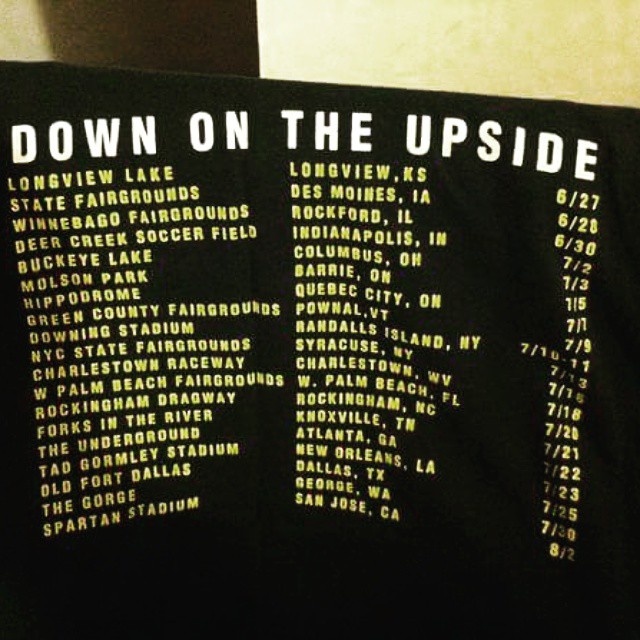 DOWN ON THE UPSIDE
LONGVIEW LAKE LONGVIEW,KS 6/27
STATE FAIRGROUNDS DES MOINES, IA 6/28
WINNEBAGO FAIRGROUNDS ROCKFORD, IL 6/30
DEER CREEK SOCCER FIELD INDIANAPOLIS, IN 7/2
BUCKEYE LAKE COLUMBUS, OH 7/3
MOLSON PARK BARRIE, ON 7/5
HIPPODROME QUEBEC CITY, ON 7/7
GREEN COUNTY FAIRGROUNDS POWNAL,VT 7/9
DOWNING STADIUM RANDALLS ISLAND, NY 7/10-11
NYC STATE FAIRGROUNDS SYRACUSE, NY 7/13
CHARLESTOWN RACEWAY CHARLESTOWN, WV
W PALM BEACH FAIRGROUNDS W. PALM BEACH, FL 7/18
ROCKINGHAM DRAGWAY ROCKINGHAM, NC 7/20
FORKS IN THE RIVER KNOXVILLE, TN 7/21
THE UNDERGROUND ATLANTA, GA 7/22
TAD GORMLEY STADIUM NEW ORLEANS, LA 7/23
OLD FORT DALLAS DALLAS, TX 7/25
THE GORGE GEORGE, WA 7/30
SPARTAN STADIUM SAN JOSE, CA 8/2